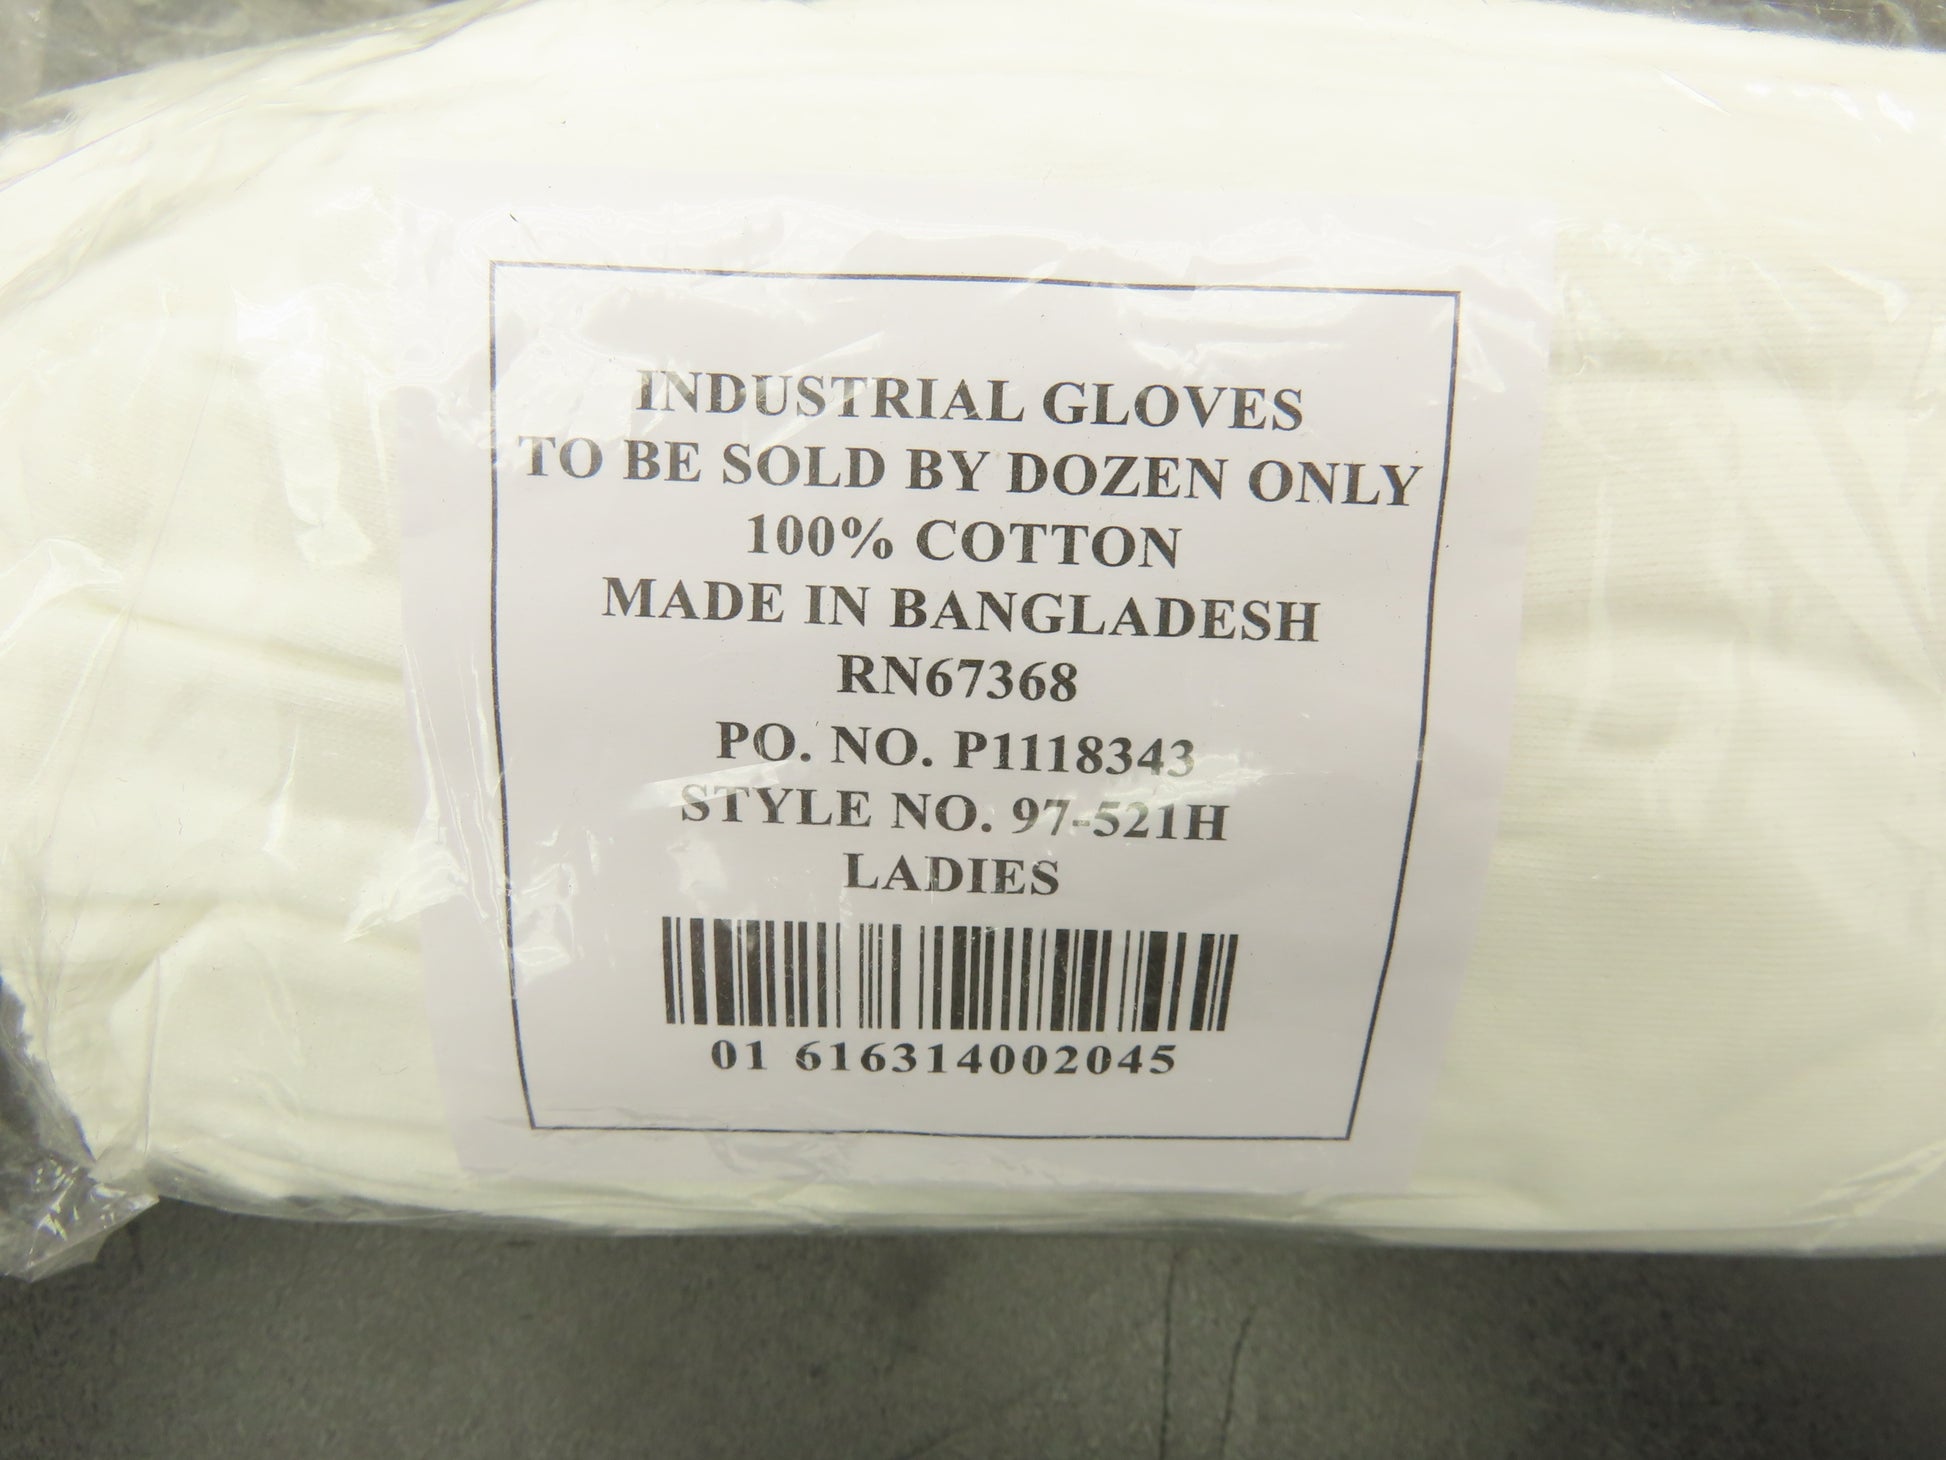 INDUSTRIAL GLOVES
TO BE SOLD BY DOZEN ONLY
100% COTTON
MADE IN BANGLADESH
RN67368
PO. NO. P1118343
STYLE NO. 97-521H
LADIES
01 616314002045